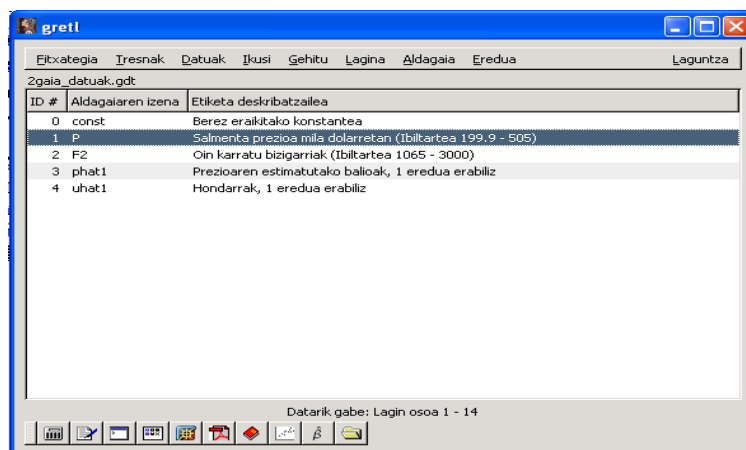 gretl
Fitxategia Tresnak Datuak Ikusi Gehitu Lagina Aldagaia Eredua Laguntza
2gaia_datuak.gdt
ID # Aldagaiaren izena Etiketa deskribatzailea
0 const Berez eraikitako konstantea
1 P Salmenta prezioa mila dolarretan (Ibiltartea 199.9 - 505)
2 F2 Oin karratu bizigarriak (Ibiltartea 1065 - 3000)
3 phat1 Prezioaren estimatutako balioak, 1 eredua erabiliz
4 uhat1 Hondarrak, 1 eredua erabiliz
Datarik gabe: Lagin osoa 1 - 14
β̂